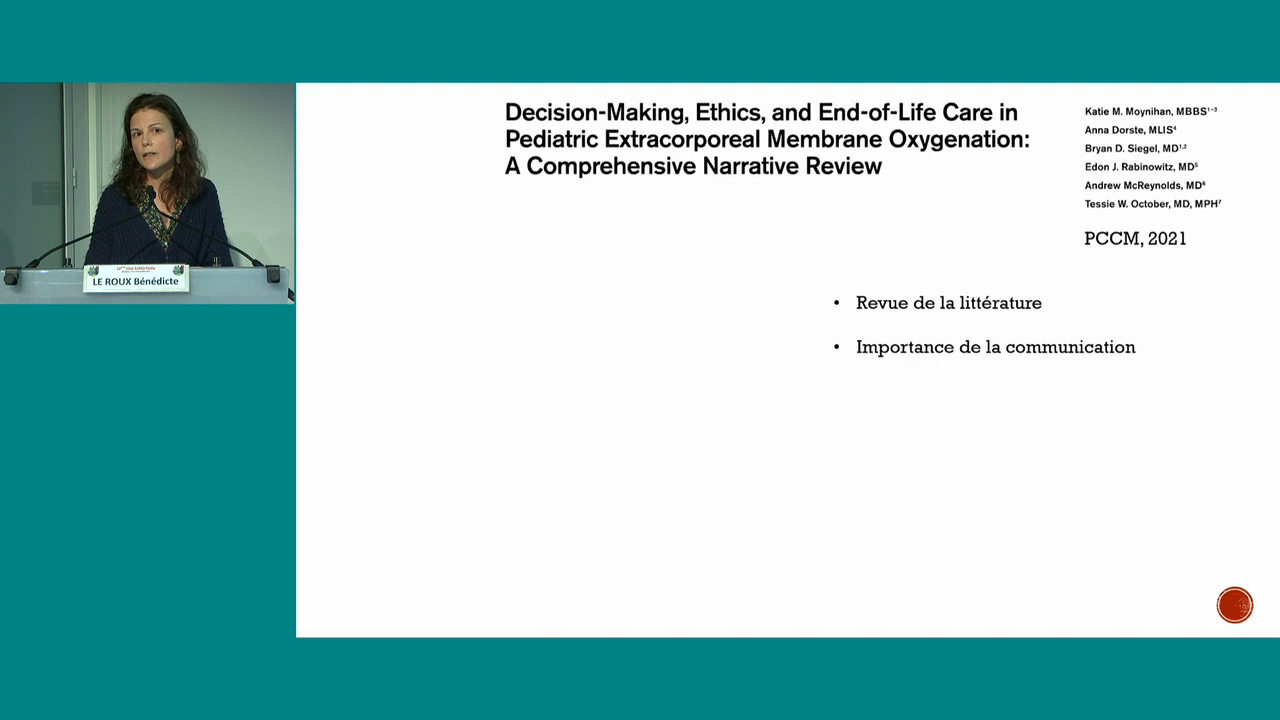 Decision-Making, Ethics, and End-of-Life Care in
Pediatric Extracorporeal Membrane Oxygenation:
A Comprehensive Narrative Review
Katie M. Moynihan, MBBS¹⁻³
Anna Dorste, MLIS⁴
Bryan D. Siegel, MD¹,²
Edon J. Rabinowitz, MD⁵
Andrew McReynolds, MD⁶
Tessie W. October, MD, MPH⁷
PCCM, 2021
• Revue de la littérature
• Importance de la communication
LE ROUX Bénédicte